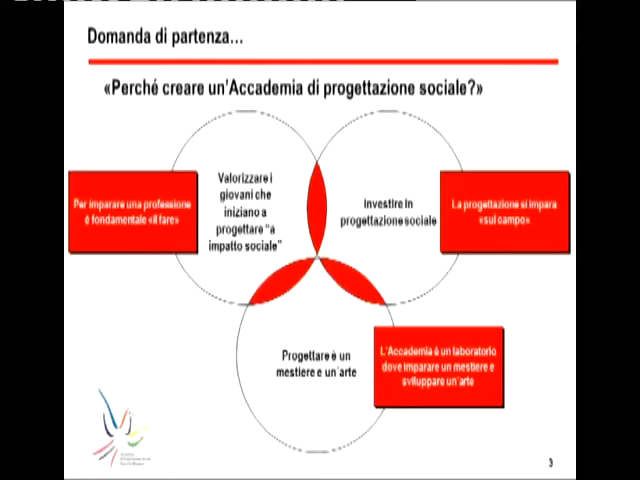 Domanda di partenza...
«Perché creare un'Accademia di progettazione sociale?»
Valorizzare i
giovani che
iniziano a
progettare "a
impatto sociale"
Per imparare una professione
è fondamentale «il fare»
Investire in
progettazione sociale
La progettazione si impara
«sul campo»
Progettare è un
mestiere e un'arte
L'Accademia è un laboratorio
dove imparare un mestiere e
sviluppare un'arte
3